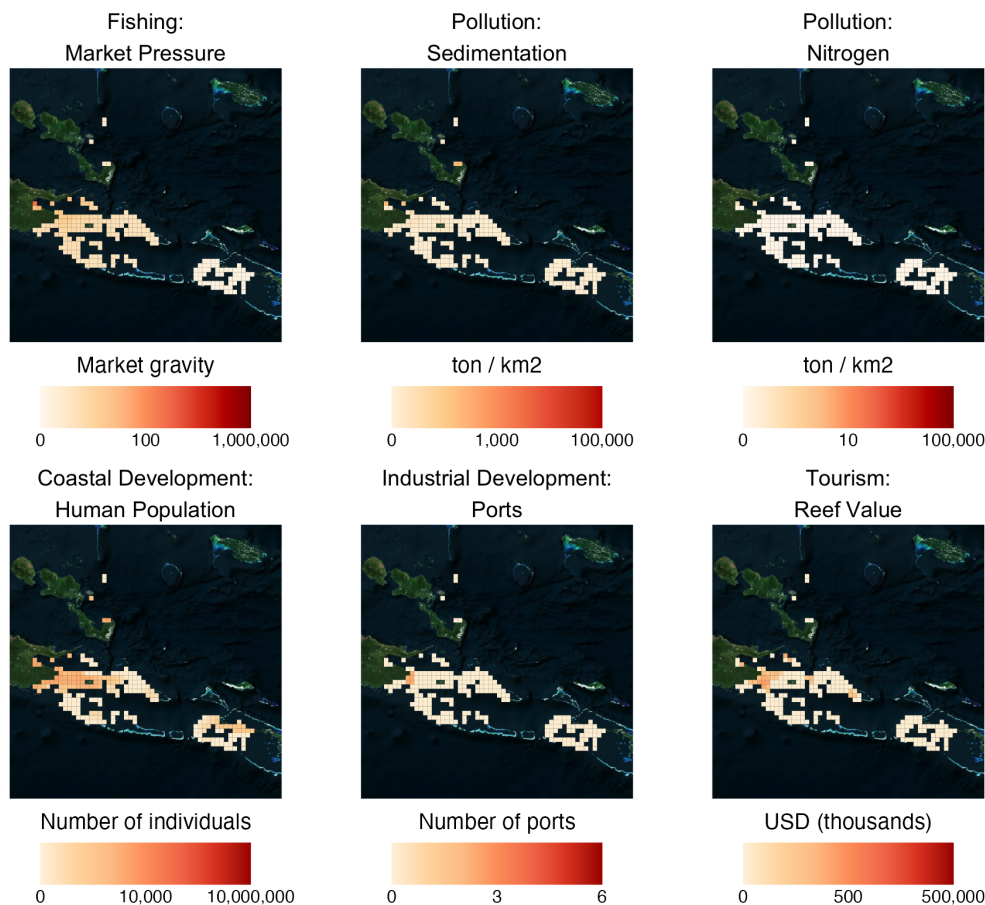 Fishing:
Market Pressure
Pollution:
Sedimentation
Pollution:
Nitrogen
Market gravity
0 100 1,000,000
ton / km2
0 1,000 100,000
ton / km2
0 10 100,000
Coastal Development:
Human Population
Industrial Development:
Ports
Tourism:
Reef Value
Number of individuals
0 10,000 10,000,000
Number of ports
0 3 6
USD (thousands)
0 500 500,000